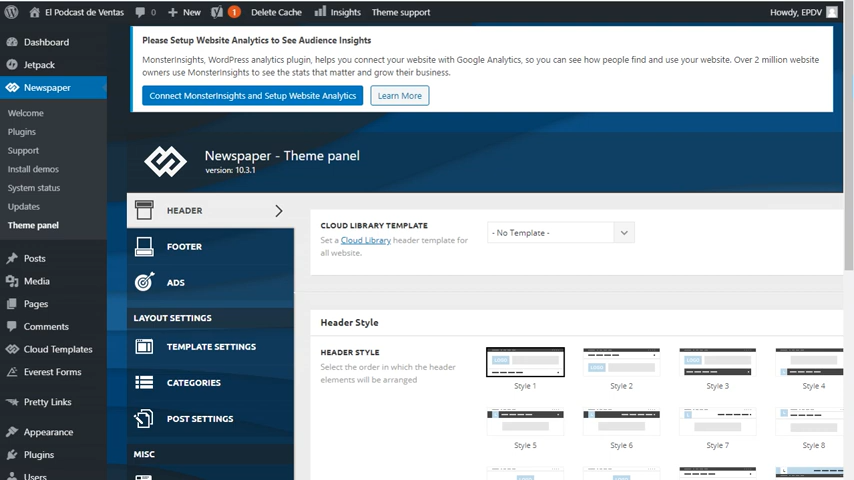 El Podcast de Ventas 0 New 1 Delete Cache Insights Theme support Howdy, EPDV
Dashboard
Jetpack
Newspaper
Welcome
Plugins
Support
Install demos
System status
Updates
Theme panel
Posts
Media
Pages
Comments
Cloud Templates
Everest Forms
Pretty Links
Appearance
Plugins
Users
Please Setup Website Analytics to See Audience Insights
MonsterInsights, WordPress analytics plugin, helps you connect your website with Google Analytics, so you can see how people find and use your website. Over 2 million website
owners use MonsterInsights to see the stats that matter and grow their business.
Connect MonsterInsights and Setup Website Analytics Learn More
Newspaper - Theme panel
version: 10.3.1
HEADER
FOOTER
ADS
LAYOUT SETTINGS
TEMPLATE SETTINGS
CATEGORIES
POST SETTINGS
MISC
CLOUD LIBRARY TEMPLATE
Set a Cloud Library header template for
all website.
- No Template -
Header Style
HEADER STYLE
Select the order in which the header
elements will be arranged
Style 1 Style 2 Style 3 Style 4
Style 5 Style 6 Style 7 Style 8